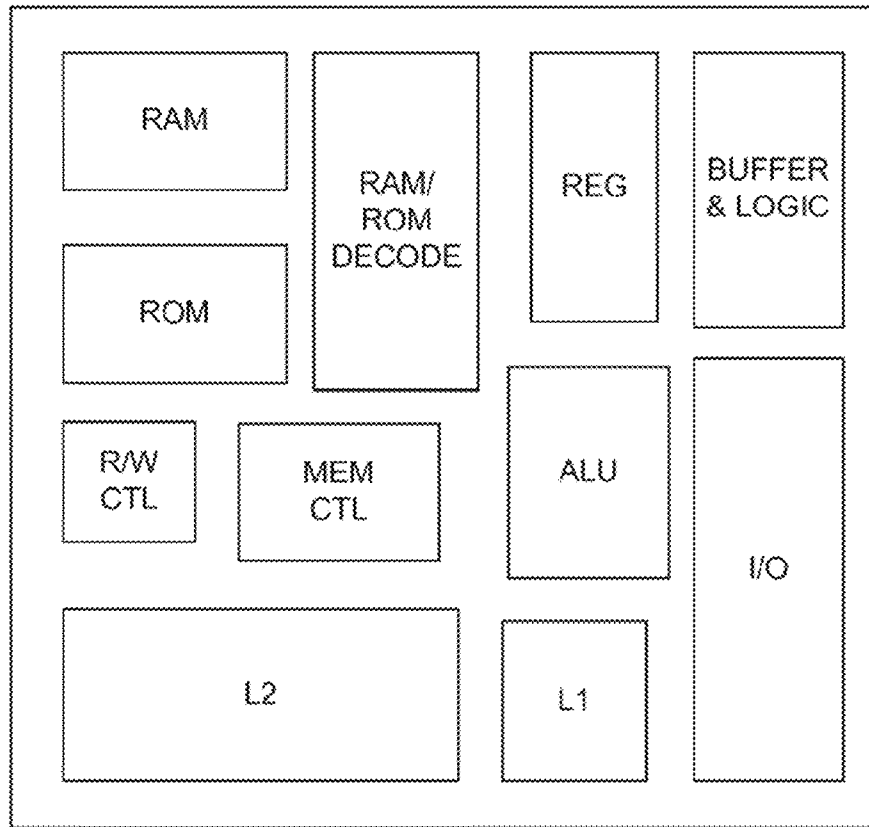 RAM
RAM/
ROM
DECODE
REG
BUFFER
& LOGIC
ROM
R/W
CTL
MEM
CTL
ALU
I/O
L2
L1